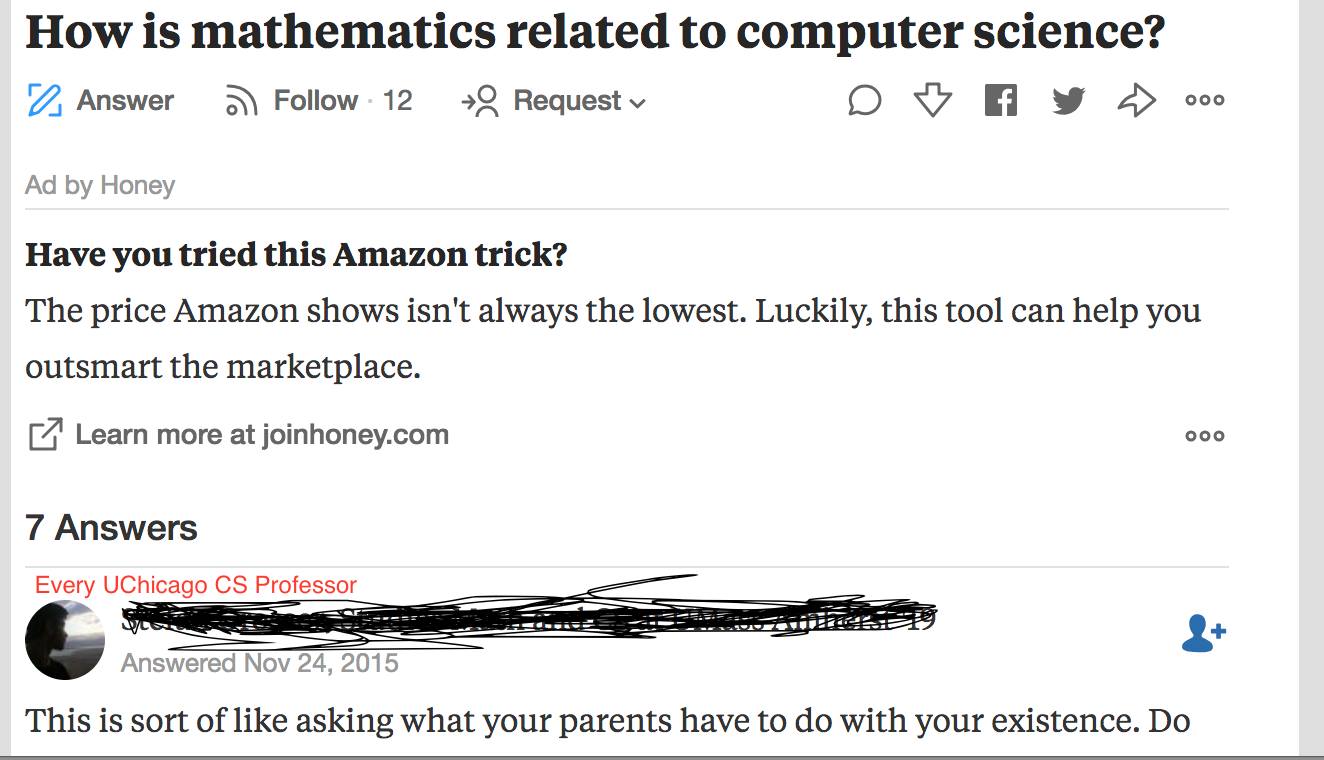 How is mathematics related to computer science?
Answer Follow · 12 Request
Ad by Honey
Have you tried this Amazon trick?
The price Amazon shows isn't always the lowest. Luckily, this tool can help you
outsmart the marketplace.
Learn more at joinhoney.com
7 Answers
Every UChicago CS Professor
Answered Nov 24, 2015
This is sort of like asking what your parents have to do with your existence. Do